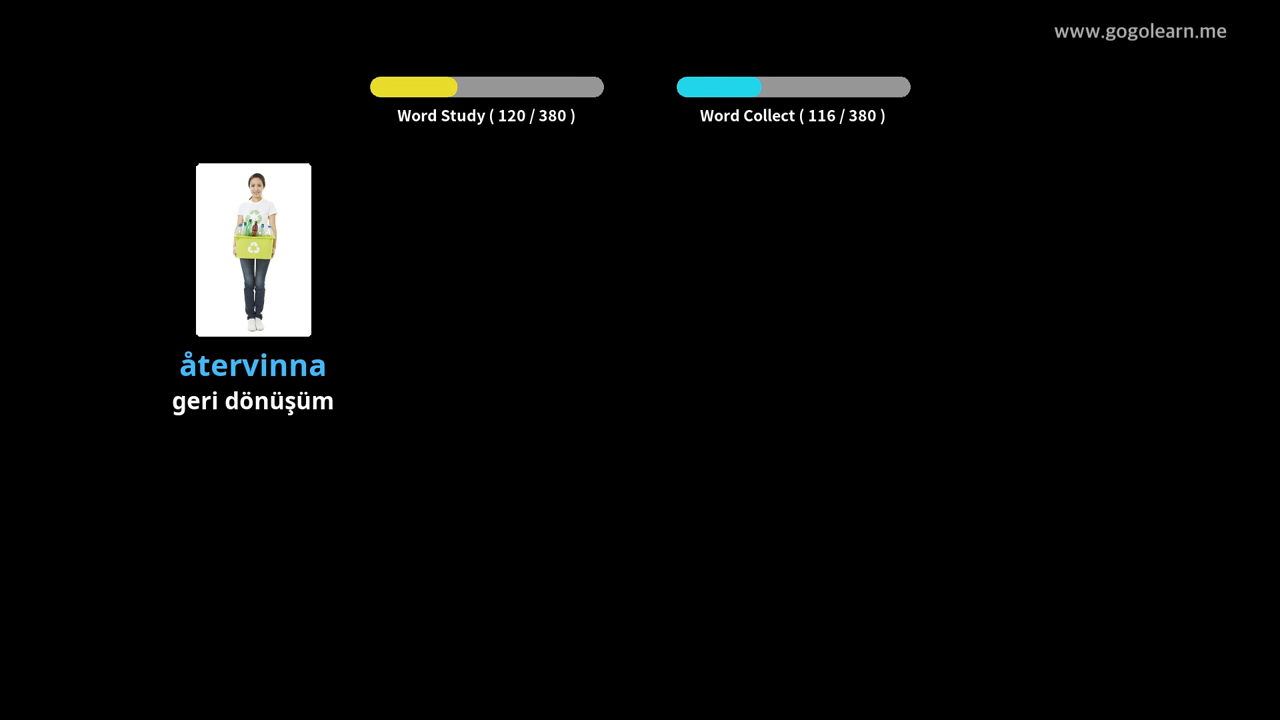 www.gogolearn.me
Word Study ( 120 / 380 )
Word Collect ( 116 / 380 )
återvinna
geri dönüşüm